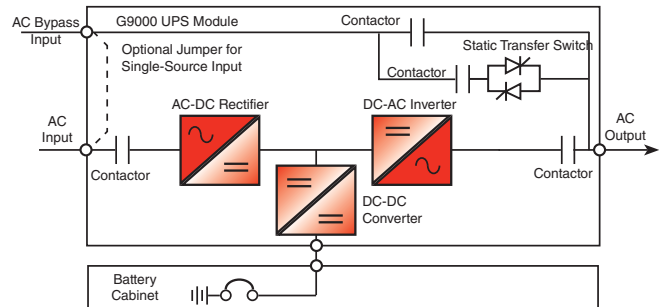 AC Bypass
Input
G9000 UPS Module
Contactor
Optional Jumper for
Single-Source Input
Static Transfer Switch
Contactor
AC-DC Rectifier
DC-AC Inverter
AC
Input
AC
Output
Contactor
Contactor
DC-DC
Converter
Battery
Cabinet